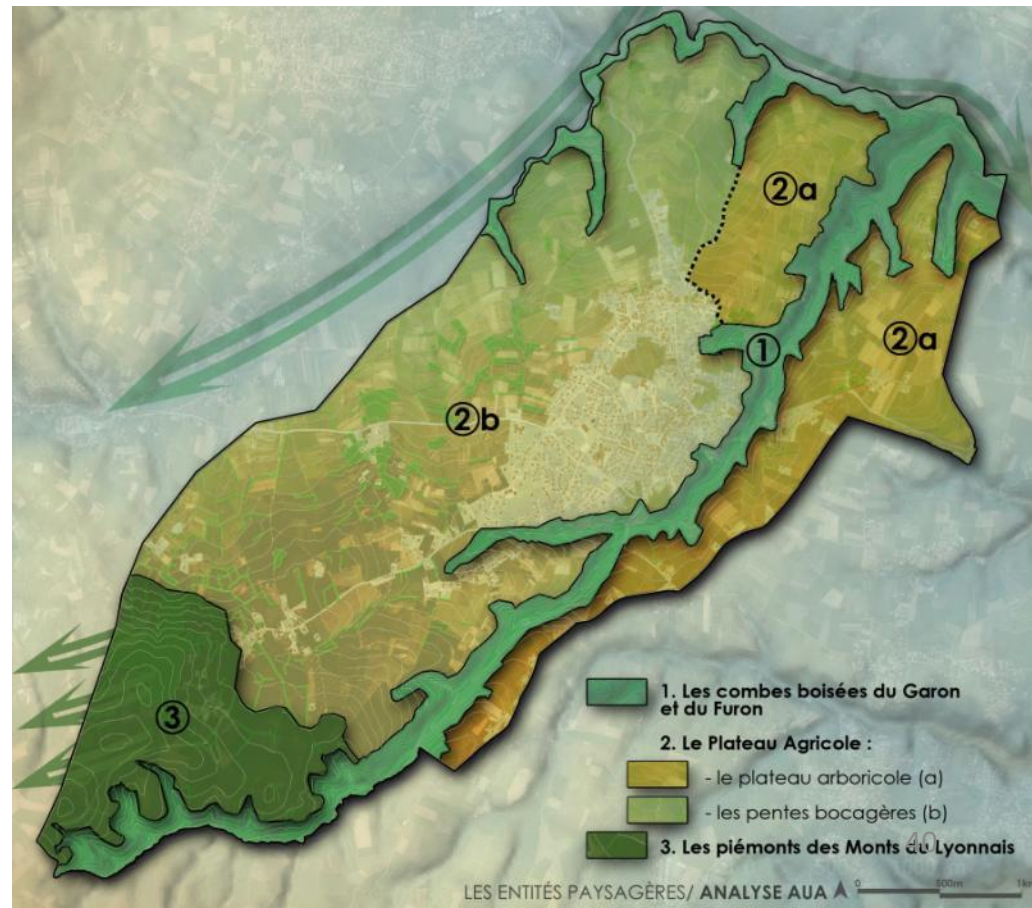 ②a
②a
①
②b
③
1. Les combes boisées du Garon
et du Furon
2. Le Plateau Agricole :
- le plateau arboricole (a)
- les pentes bocagères (b)
3. Les piémonts des Monts du Lyonnais
40
LES ENTITÉS PAYSAGÈRES/ ANALYSE AUA
0 500m 1k